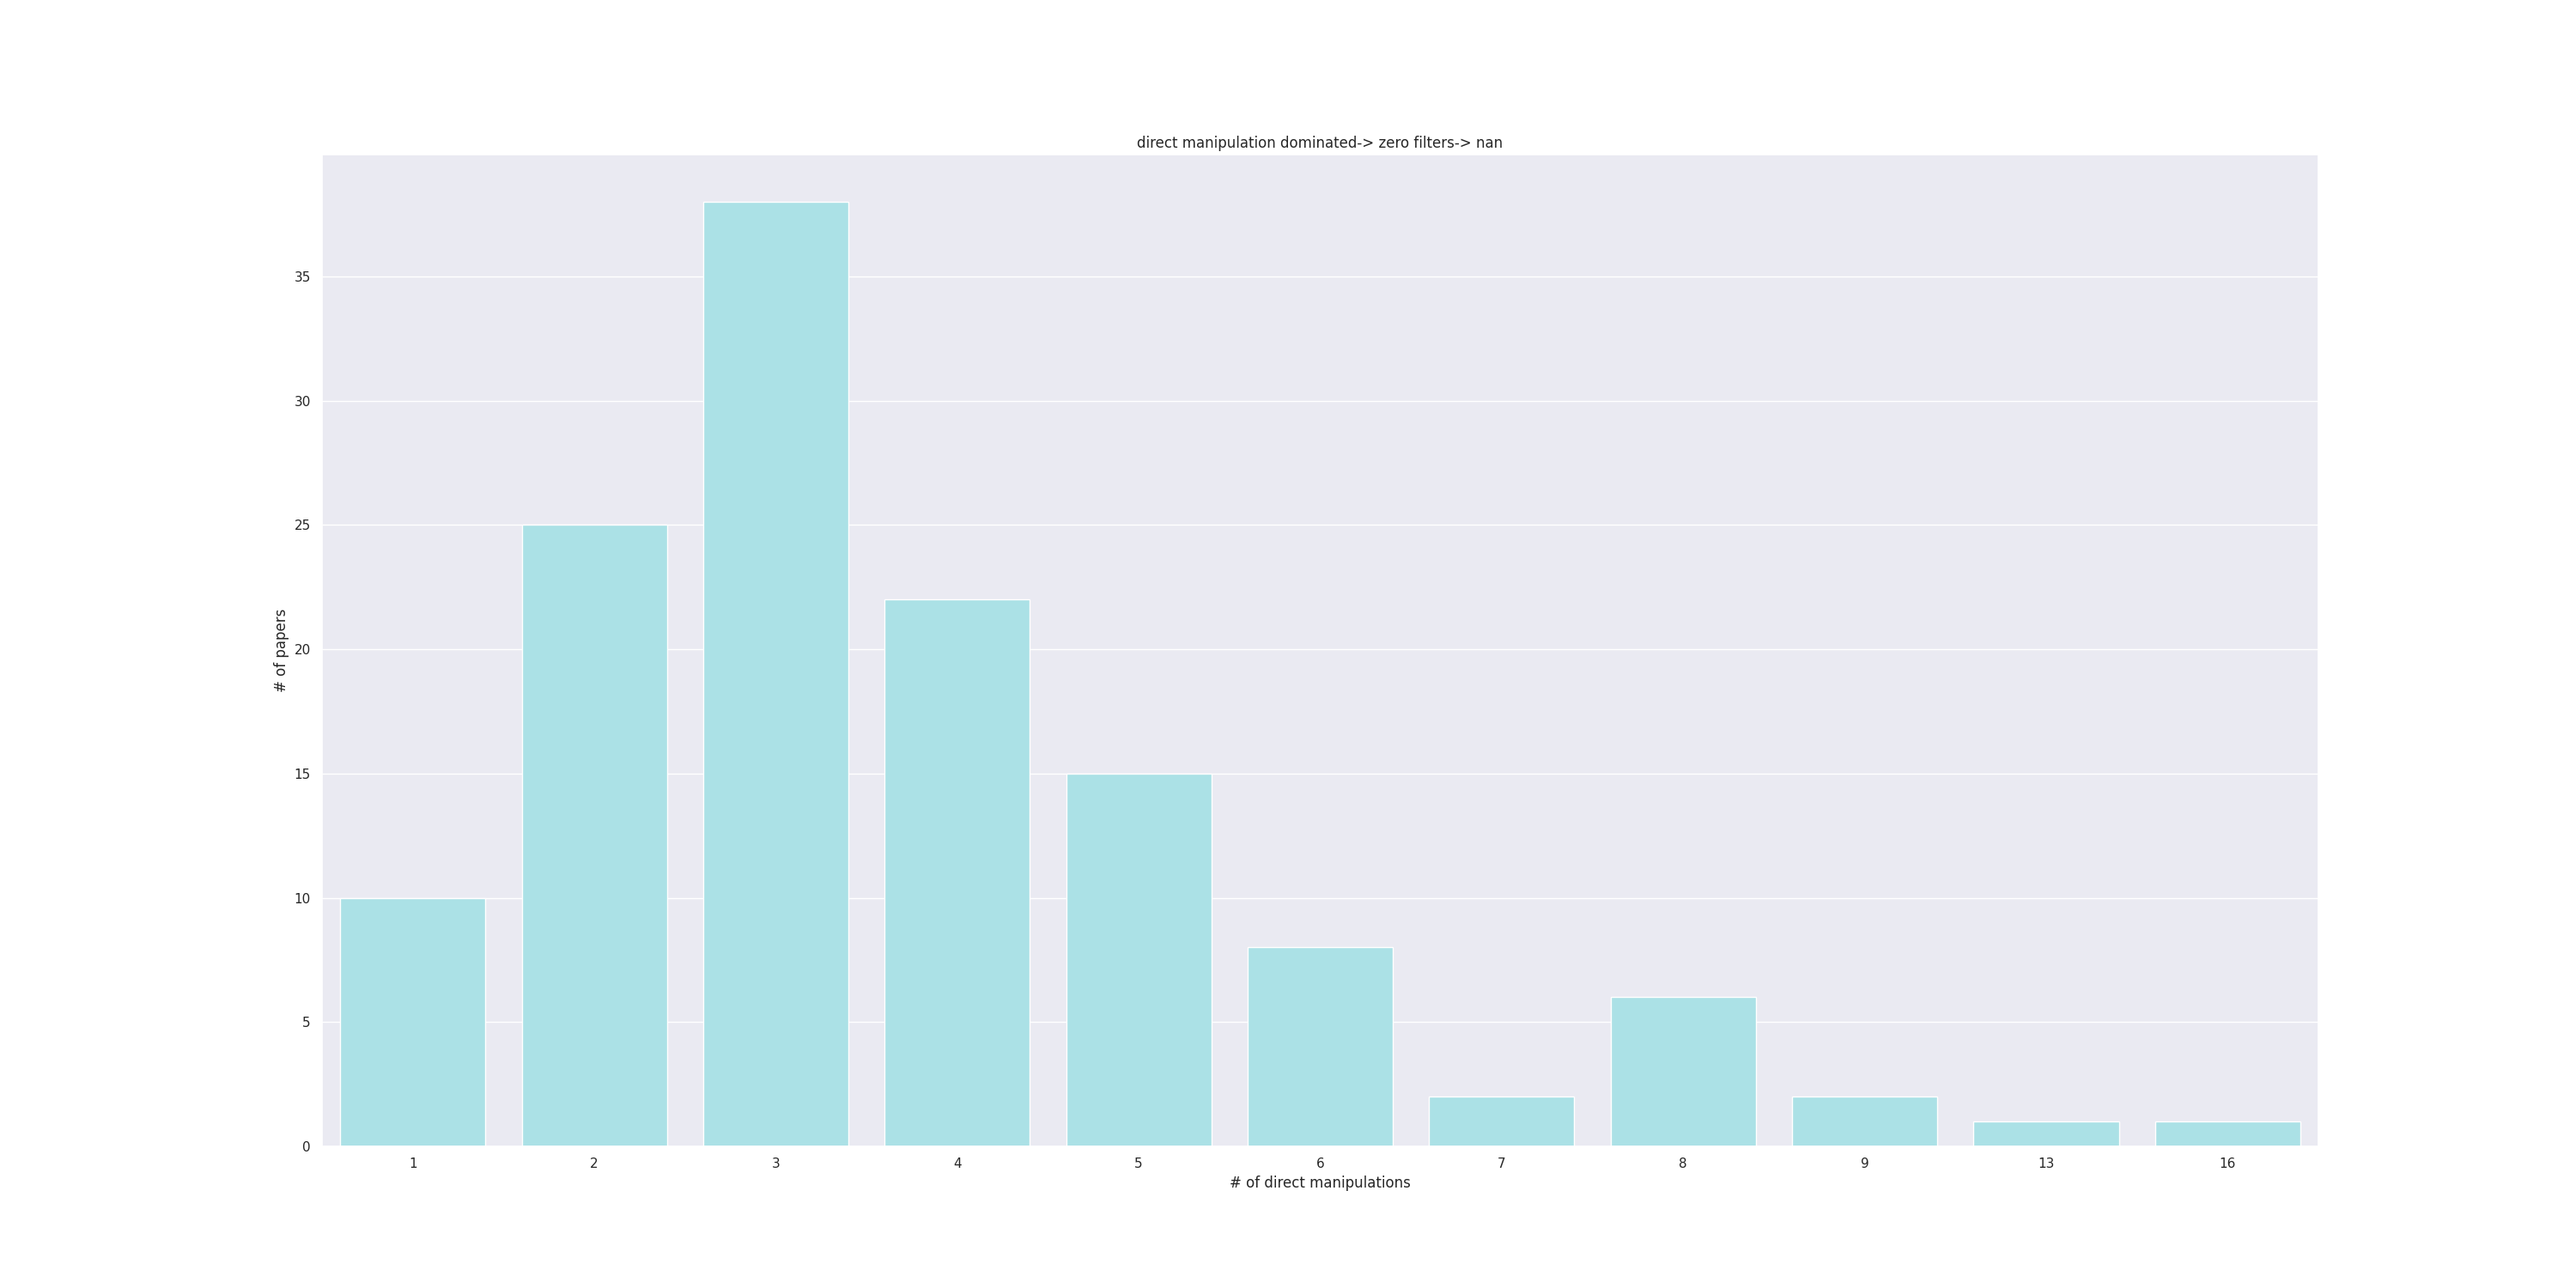 direct manipulation dominated-> zero filters-> nan
35
30
25
20
15
10
5
0
# of papers
1 2 3 4 5 6 7 8 9 13 16
# of direct manipulations